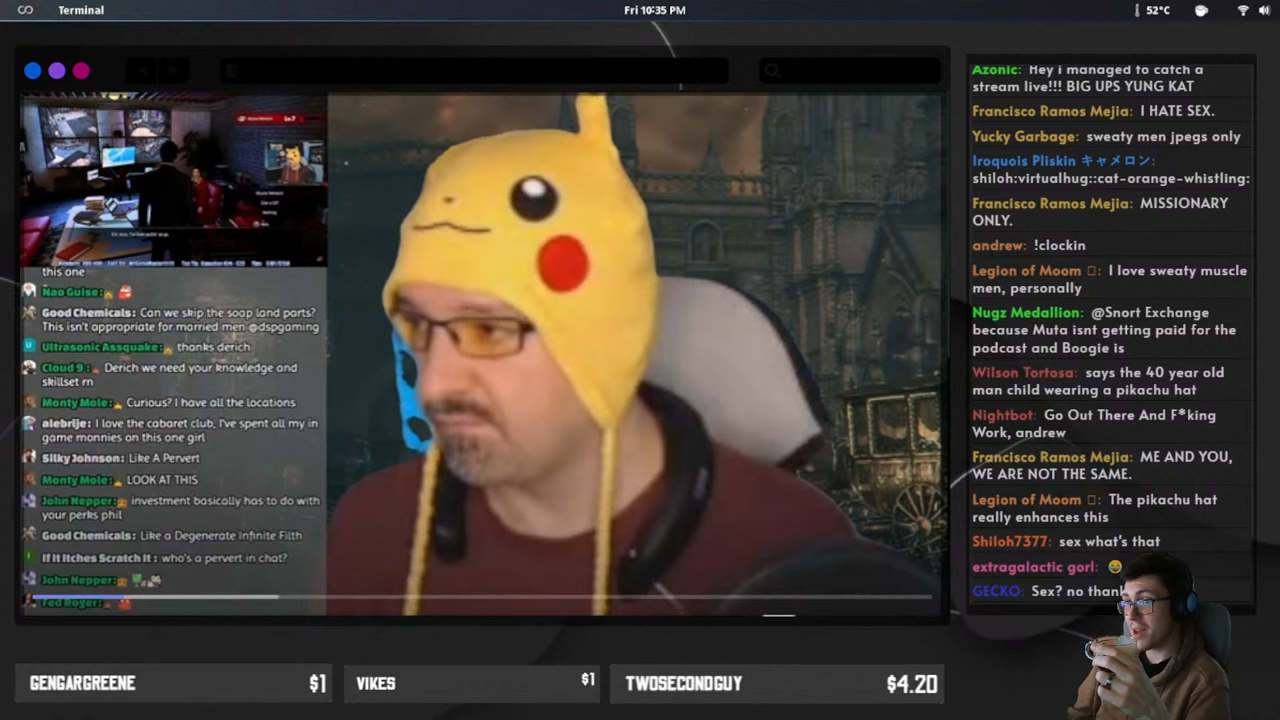 Terminal
Fri 10:35 PM
52°C
this one
Nao Guise:
Good Chemicals: Can we skip the soap land ports?
This isn't appropriate for married men @dspgaming
Ultrasonic Assquake: thanks derich
Cloud 9: Derich we need your knowledge and
skillset rn
Monty Mole: Curious? I have all the locations
alebrije: I love the cabaret club, I've spent all my in
game monnies on this one girl
Silky Johnson: Like A Pervert
Monty Mole: LOOK AT THIS
John Nepper: investment basically has to do with
your perks phil
Good Chemicals: Like a Degenerate Infinite Filth
If It Itches Scratch It: who's a pervert in chat?
John Nepper:
Fed Roger:
Azonic: Hey i managed to catch a
stream live!!! BIG UPS YUNG KAT
Francisco Ramos Mejia: I HATE SEX.
Yucky Garbage: sweaty men jpegs only
Iroquois Pliskin キャメロン:
shiloh:virtualhug::cat-orange-whistling:
Francisco Ramos Mejia: MISSIONARY
ONLY.
andrew: !clockin
Legion of Moom: I love sweaty muscle
men, personally
Nugz Medallion: @Snort Exchange
because Muta isnt getting paid for the
podcast and Boogie is
Wilson Tortosa: says the 40 year old
man child wearing a pikachu hat
Nightbot: Go Out There And F*king
Work, andrew
Francisco Ramos Mejia: ME AND YOU,
WE ARE NOT THE SAME.
Legion of Moom: The pikachu hat
really enhances this
Shiloh7377: sex what's that
extragalactic gorl: 😂
GECKO: Sex? no
GENGARGREENE $1
VIKES $1
TWOSECONDGUY $4.20